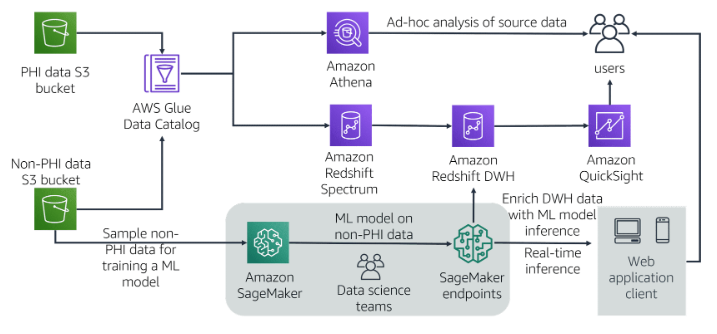 Ad-hoc analysis of source data
PHI data S3
bucket
AWS Glue
Data Catalog
Amazon
Athena
users
Non-PHI data
S3 bucket
Amazon
Redshift
Spectrum
Amazon
Redshift DWH
Amazon
QuickSight
Sample non-
PHI data for
training a ML
model
ML model on
non-PHI data
Enrich DWH data
with ML model
inference
Real-time
inference
Amazon
SageMaker
Data science
teams
SageMaker
endpoints
Web
application
client